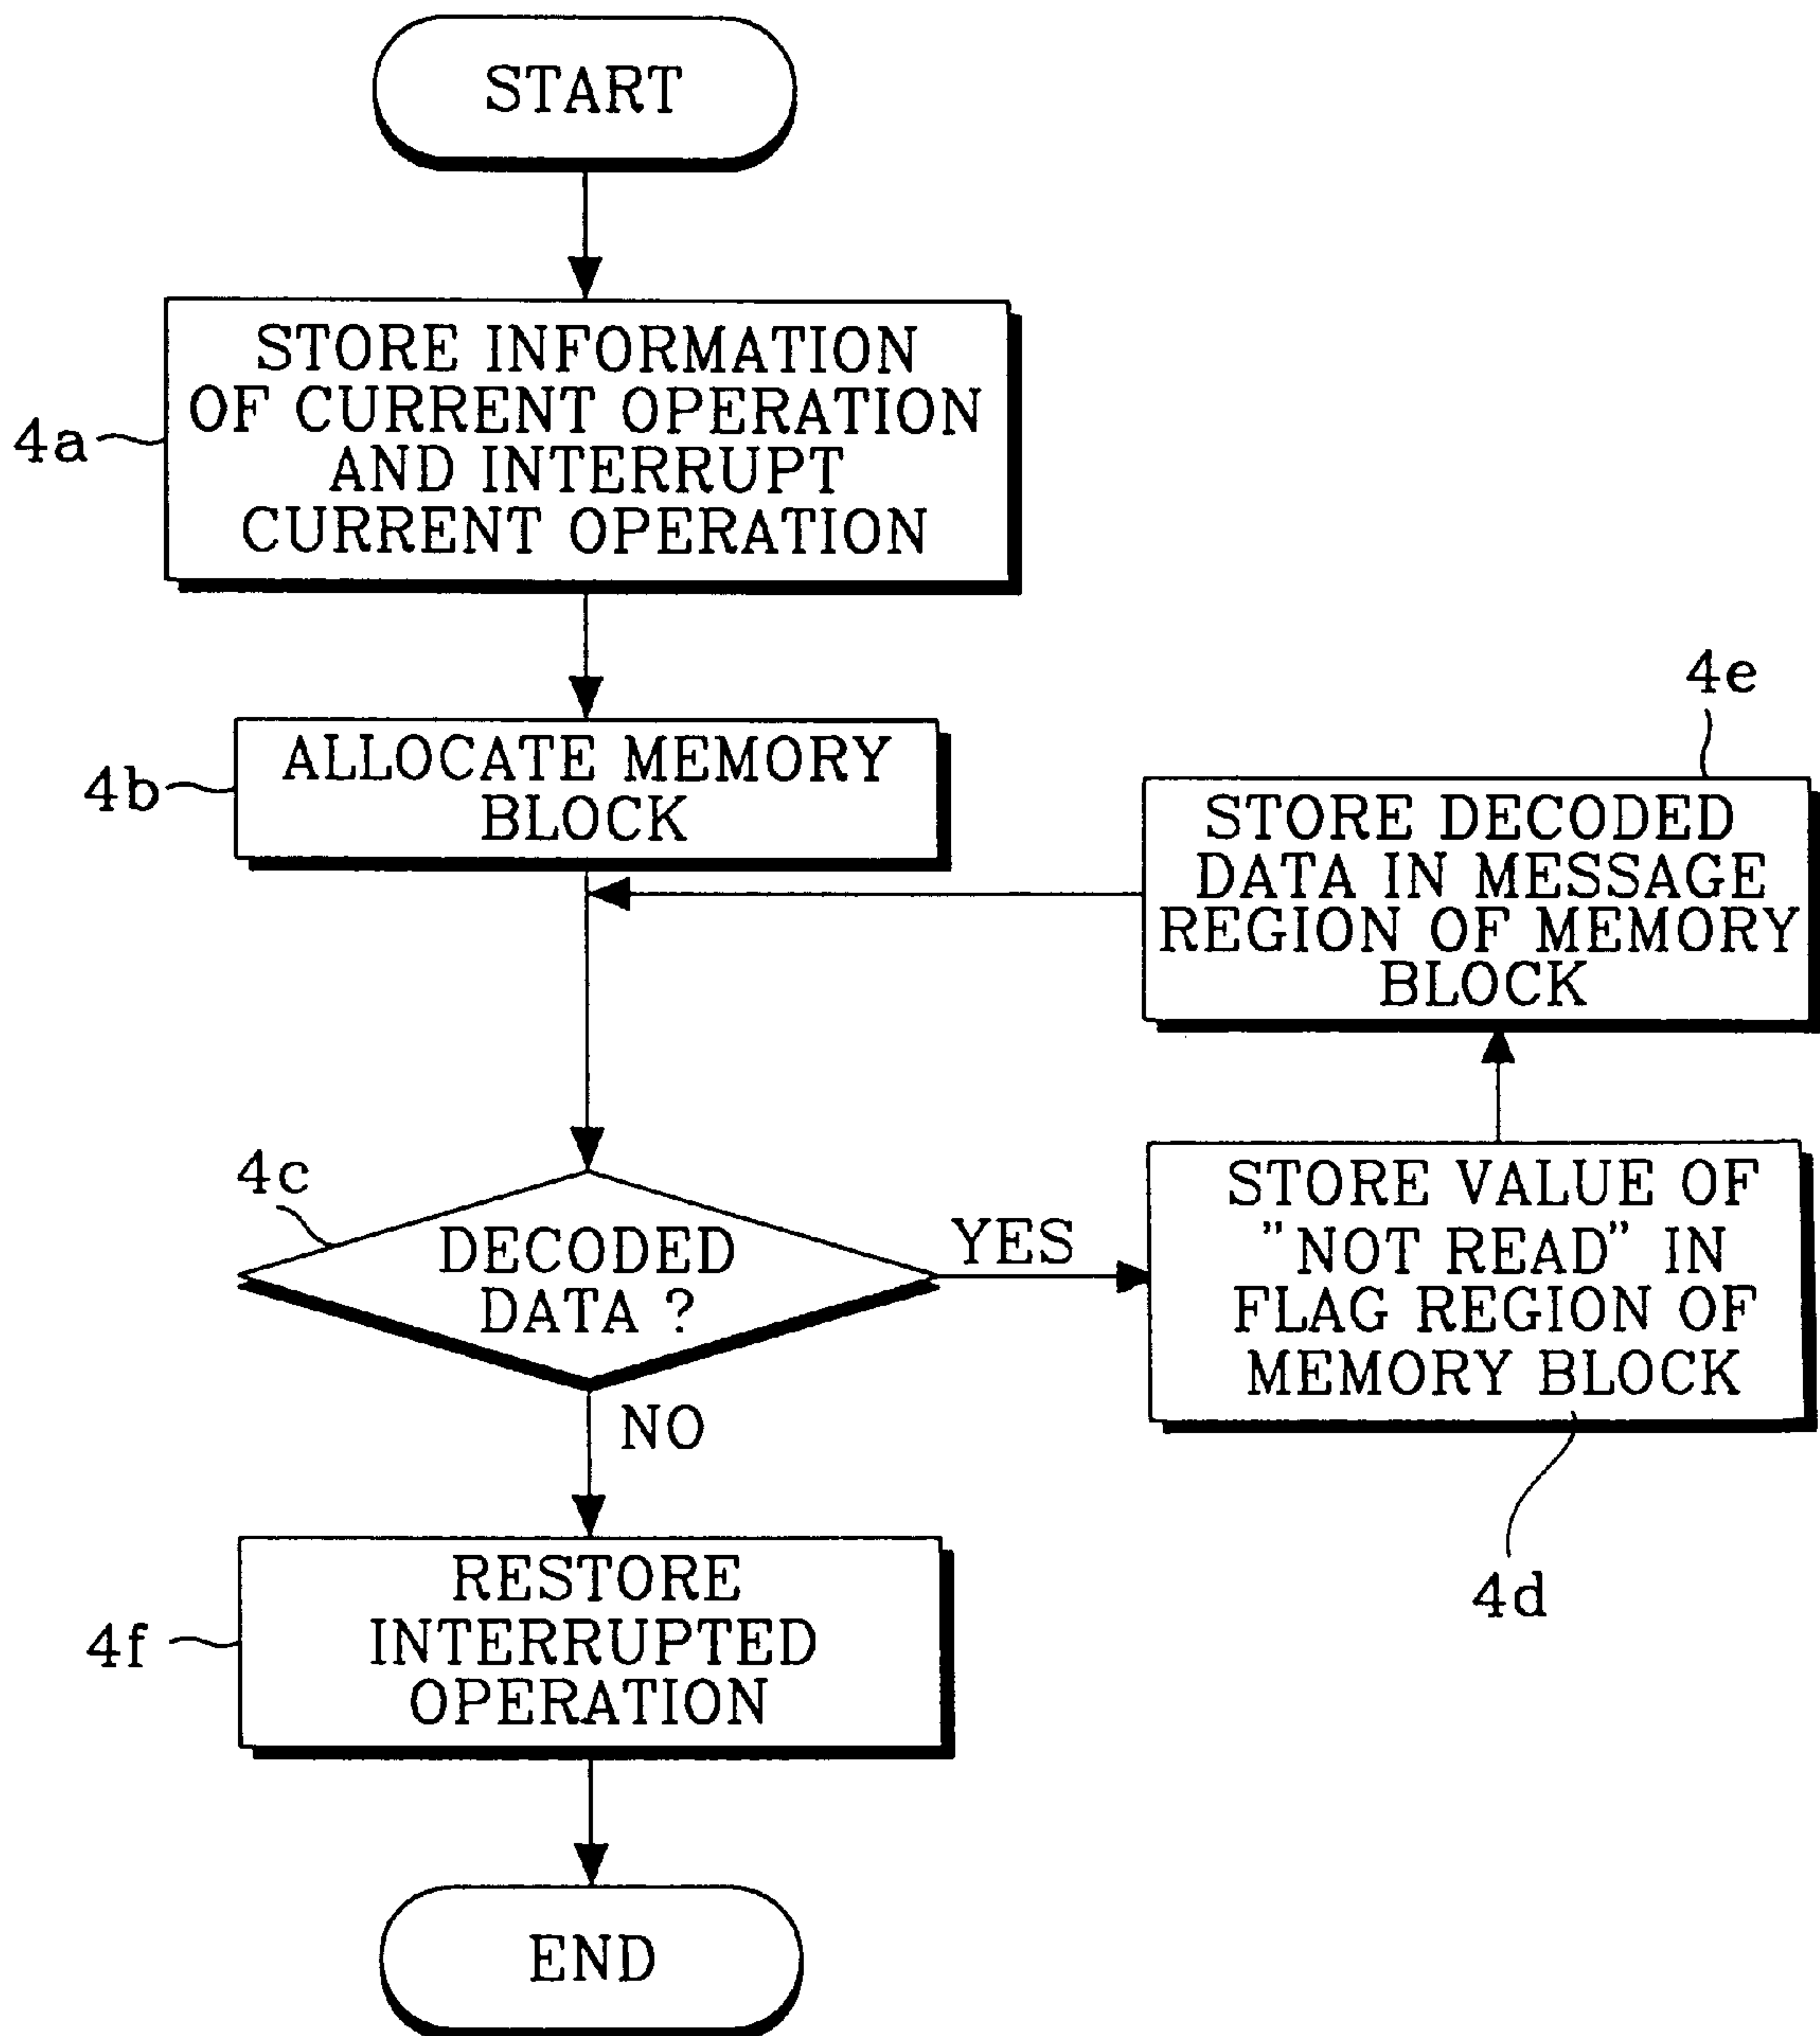 START
4a
STORE INFORMATION
OF CURRENT OPERATION
AND INTERRUPT
CURRENT OPERATION
4b
ALLOCATE MEMORY
BLOCK
4e
STORE DECODED
DATA IN MESSAGE
REGION OF MEMORY
BLOCK
4c
DECODED
DATA ?
YES
STORE VALUE OF
"NOT READ" IN
FLAG REGION OF
MEMORY BLOCK
4d
NO
4f
RESTORE
INTERRUPTED
OPERATION
END